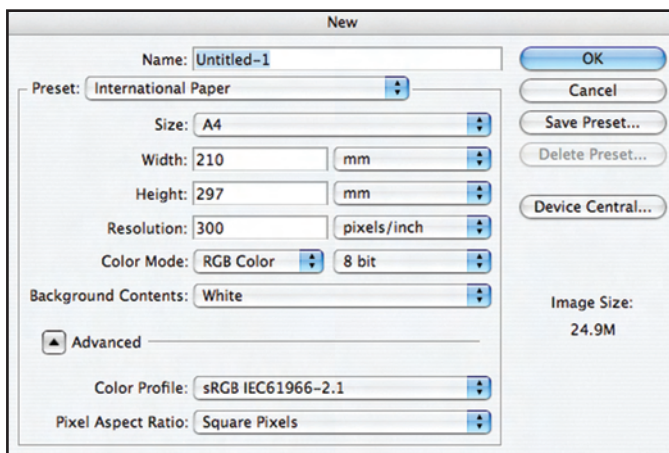 New
Name: Untitled-1
OK
Preset: International Paper
Cancel
Size: A4
Save Preset...
Width: 210 mm
Delete Preset...
Height: 297 mm
Device Central...
Resolution: 300 pixels/inch
Color Mode: RGB Color 8 bit
Background Contents: White
Image Size:
24.9M
Advanced
Color Profile: sRGB IEC61966-2.1
Pixel Aspect Ratio: Square Pixels